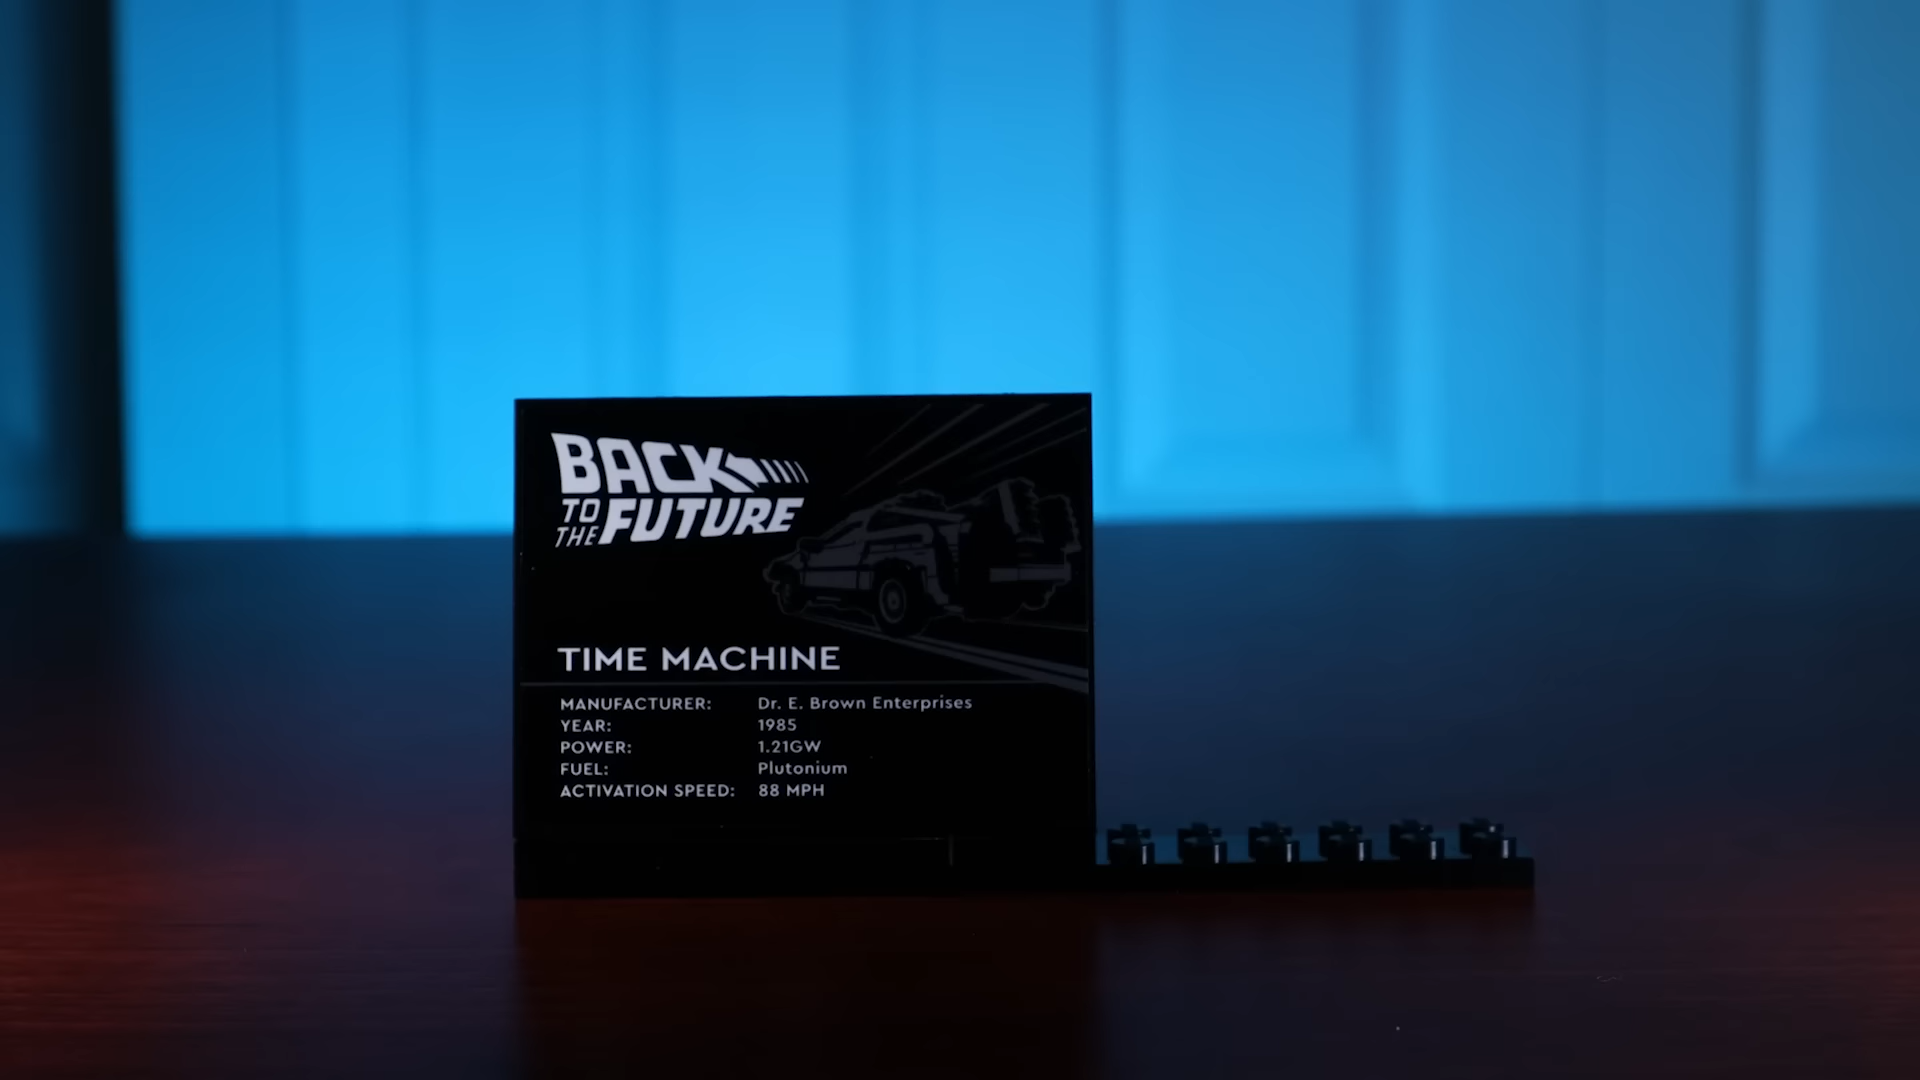 BACK
TO
THE FUTURE
TIME MACHINE
MANUFACTURER: Dr. E. Brown Enterprises
YEAR: 1985
POWER: 1.21GW
FUEL: Plutonium
ACTIVATION SPEED: 88 MPH